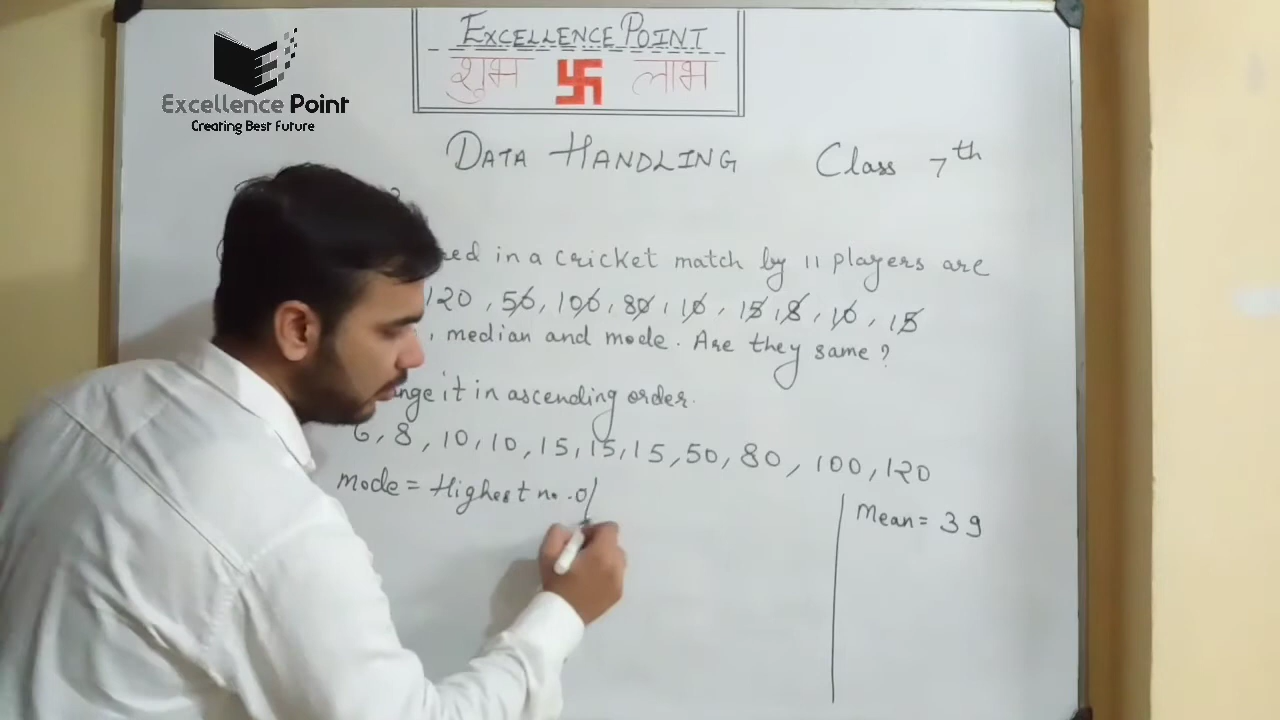 EXCELLENCE POINT
शुभ लाभ
Excellence Point
Creating Best Future
DATA HANDLING Class 7th
in a cricket match by 11 players are
120, 50, 100, 80, 10, 15, 8, 10, 15
, median and mode. Are they same?
it in ascending order.
6, 8, 10, 10, 15, 15, 15, 50, 80, 100, 120
mode = Highest no. of
Mean = 39